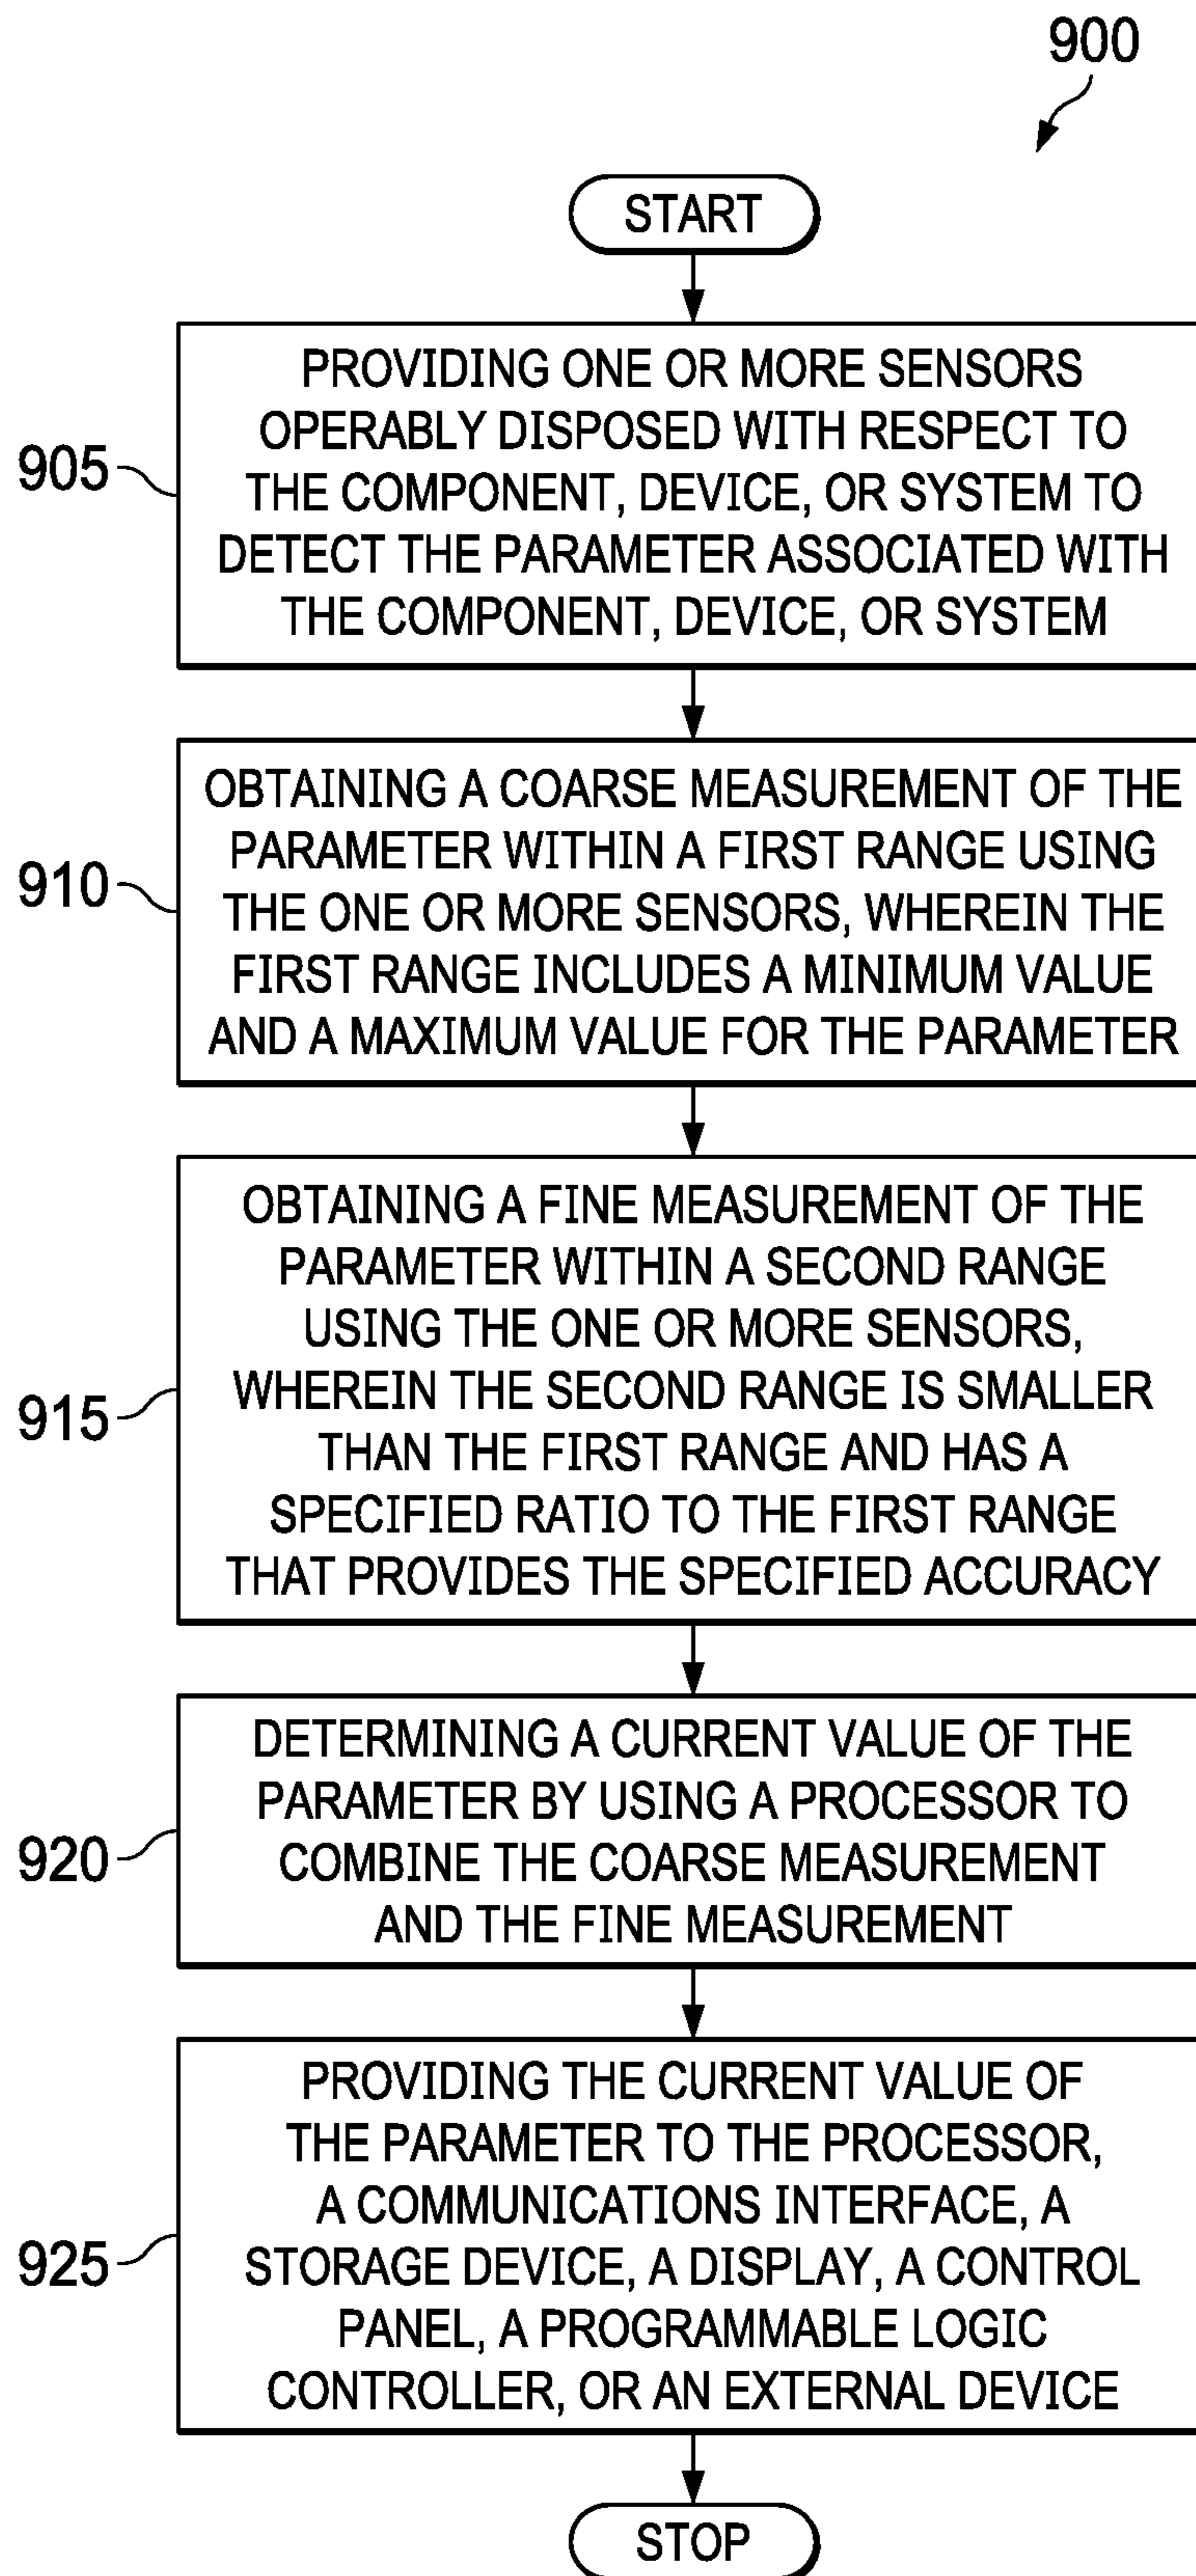 900
START
905
PROVIDING ONE OR MORE SENSORS
OPERABLY DISPOSED WITH RESPECT TO
THE COMPONENT, DEVICE, OR SYSTEM TO
DETECT THE PARAMETER ASSOCIATED WITH
THE COMPONENT, DEVICE, OR SYSTEM
910
OBTAINING A COARSE MEASUREMENT OF THE
PARAMETER WITHIN A FIRST RANGE USING
THE ONE OR MORE SENSORS, WHEREIN THE
FIRST RANGE INCLUDES A MINIMUM VALUE
AND A MAXIMUM VALUE FOR THE PARAMETER
915
OBTAINING A FINE MEASUREMENT OF THE
PARAMETER WITHIN A SECOND RANGE
USING THE ONE OR MORE SENSORS,
WHEREIN THE SECOND RANGE IS SMALLER
THAN THE FIRST RANGE AND HAS A
SPECIFIED RATIO TO THE FIRST RANGE
THAT PROVIDES THE SPECIFIED ACCURACY
920
DETERMINING A CURRENT VALUE OF THE
PARAMETER BY USING A PROCESSOR TO
COMBINE THE COARSE MEASUREMENT
AND THE FINE MEASUREMENT
925
PROVIDING THE CURRENT VALUE OF
THE PARAMETER TO THE PROCESSOR,
A COMMUNICATIONS INTERFACE, A
STORAGE DEVICE, A DISPLAY, A CONTROL
PANEL, A PROGRAMMABLE LOGIC
CONTROLLER, OR AN EXTERNAL DEVICE
STOP